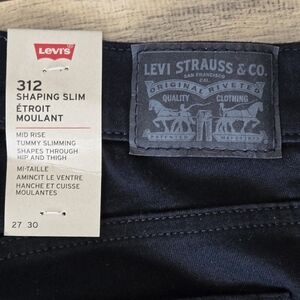 LEVI'S
312
SHAPING SLIM
ÉTROIT
MOULANT
MID RISE
TUMMY SLIMMING
SHAPES THROUGH
HIP AND THIGH
MI-TAILLE
AMINCIT LE VENTRE
HANCHE ET CUISSE
MOULANTES
27 30
LEVI STRAUSS & CO.
SAN FRANCISCO
CAL.
ORIGINAL RIVETED
QUALITY CLOTHING